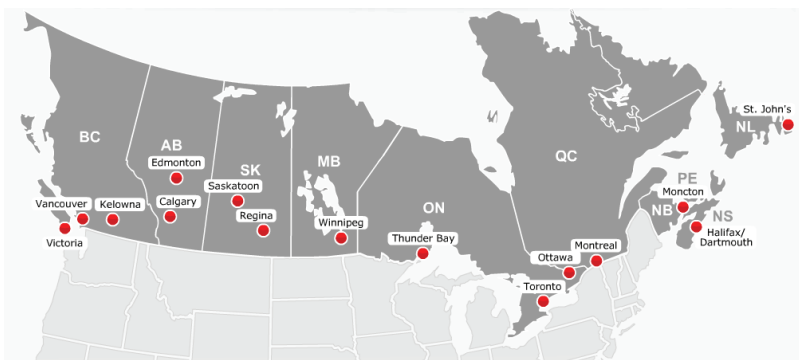 St. John's
NL
BC
AB
Edmonton
SK
Saskatoon
MB
QC
PE
Moncton
NB
NS
Vancouver
Kelowna
Calgary
Regina
Winnipeg
ON
Victoria
Thunder Bay
Halifax/
Dartmouth
Montreal
Ottawa
Toronto